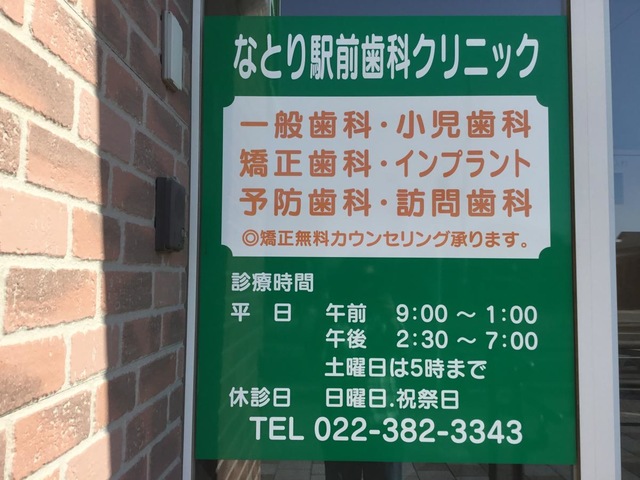 なとり駅前歯科クリニック
一般歯科・小児歯科
矯正歯科・インプラント
予防歯科・訪問歯科
◎矯正無料カウンセリング承ります。
診療時間
平 日 午前 9:00 ～ 1:00
午後 2:30 ～ 7:00
土曜日は5時まで
休診日 日曜日.祝祭日
TEL 022-382-3343